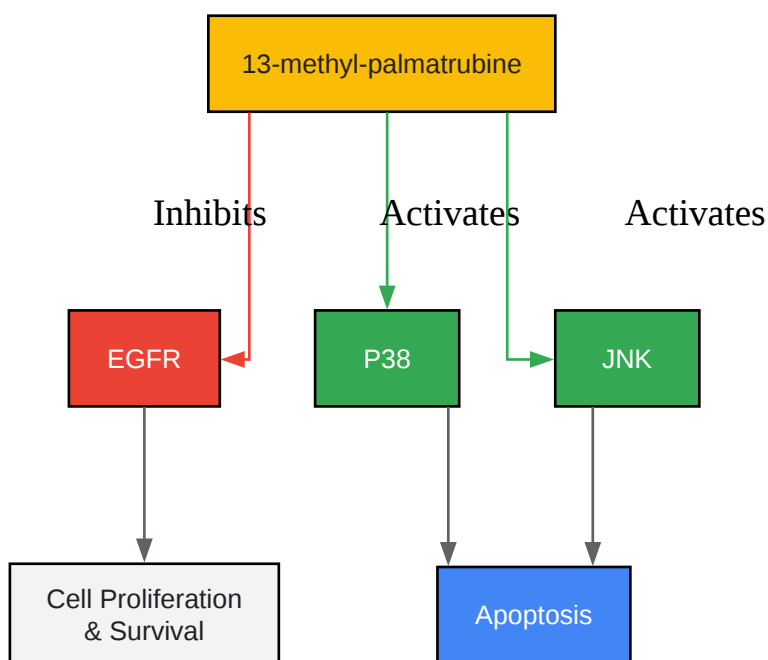 13-methyl-palmatrubine
Inhibits
Activates
Activates
EGFR
P38
JNK
Cell Proliferation
& Survival
Apoptosis